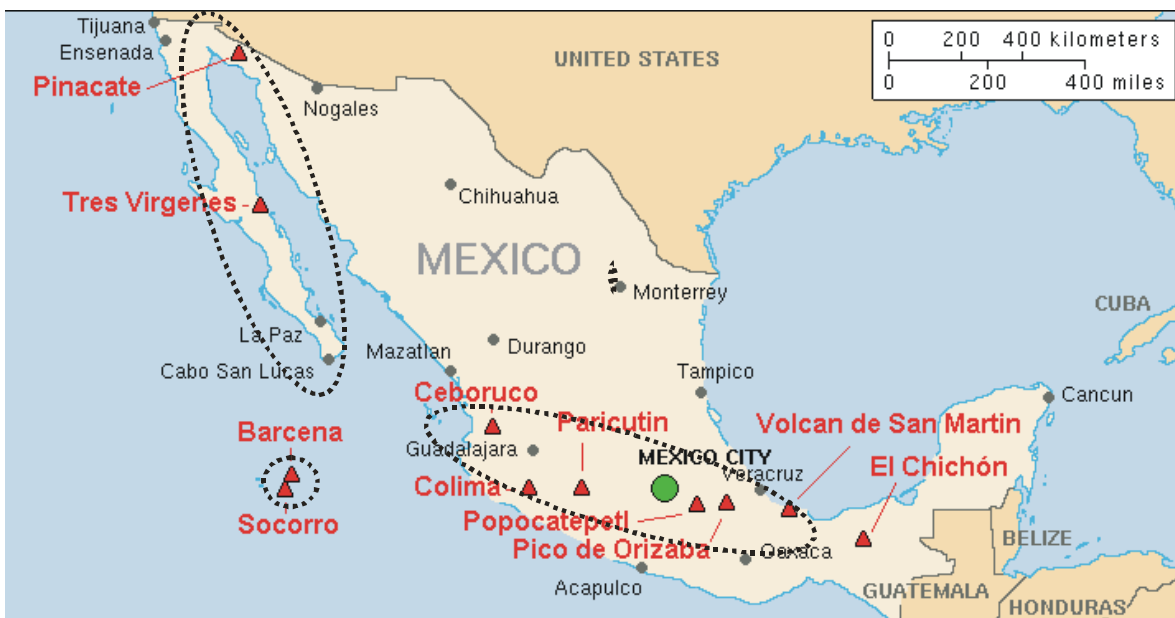 Tijuana
Ensenada
Pinacate
Nogales
UNITED STATES
0 200 400 kilometers
0 200 400 miles
Chihuahua
Tres Virgenes
MEXICO
Monterrey
CUBA
La Paz
Cabo San Lucas
Mazatlan
Durango
Tampico
Cancun
Ceboruco
Paricutin
Volcan de San Martin
Barcena
Guadalajara
MEXICO CITY
Veracruz
El Chichón
Colima
Socorro
Popocatepetl
Pico de Orizaba
Oaxaca
BELIZE
Acapulco
GUATEMALA
HONDURAS